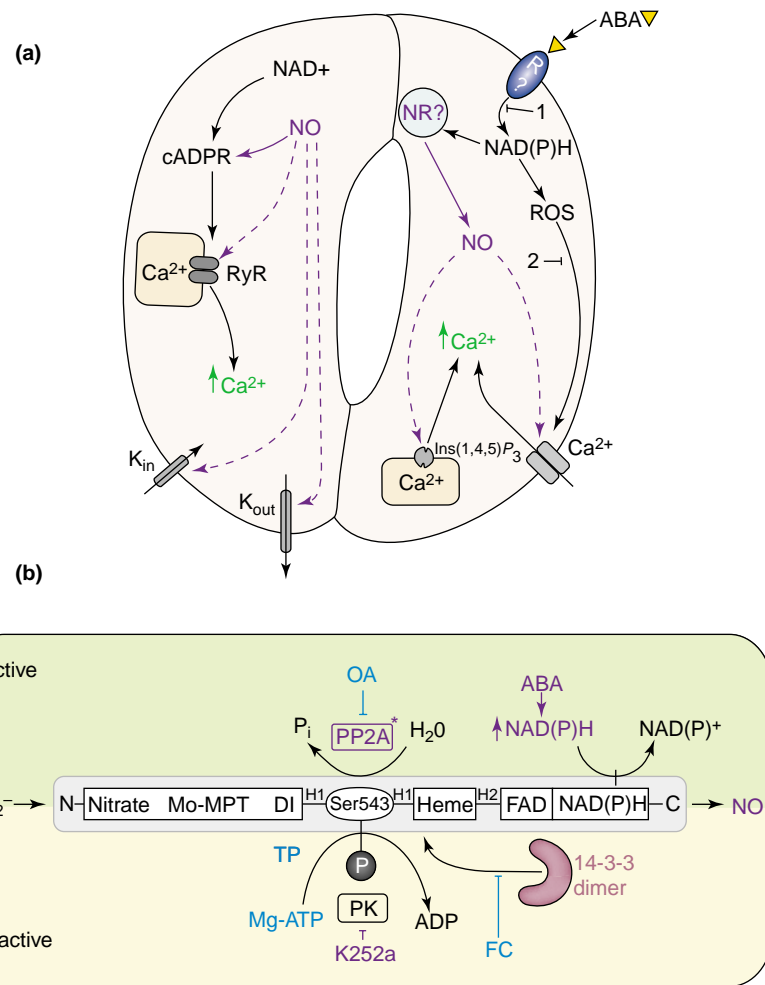 (a)
ABA
NAD+
R
?
1
NO
NR?
cADPR
NAD(P)H
ROS
NO
2
Ca2+
RyR
Ca2+
Ca2+
Kin
Ins(1,4,5)P3
Ca2+
Ca2+
Kout
(b)
OA
ABA
Pi
PP2A*
H20
NAD(P)H
NAD(P)+
N
Nitrate Mo-MPT DI
H1
Ser543
H1
Heme
H2
FAD
NAD(P)H
C
NO
TP
P
14-3-3
dimer
Mg-ATP
PK
ADP
K252a
FC